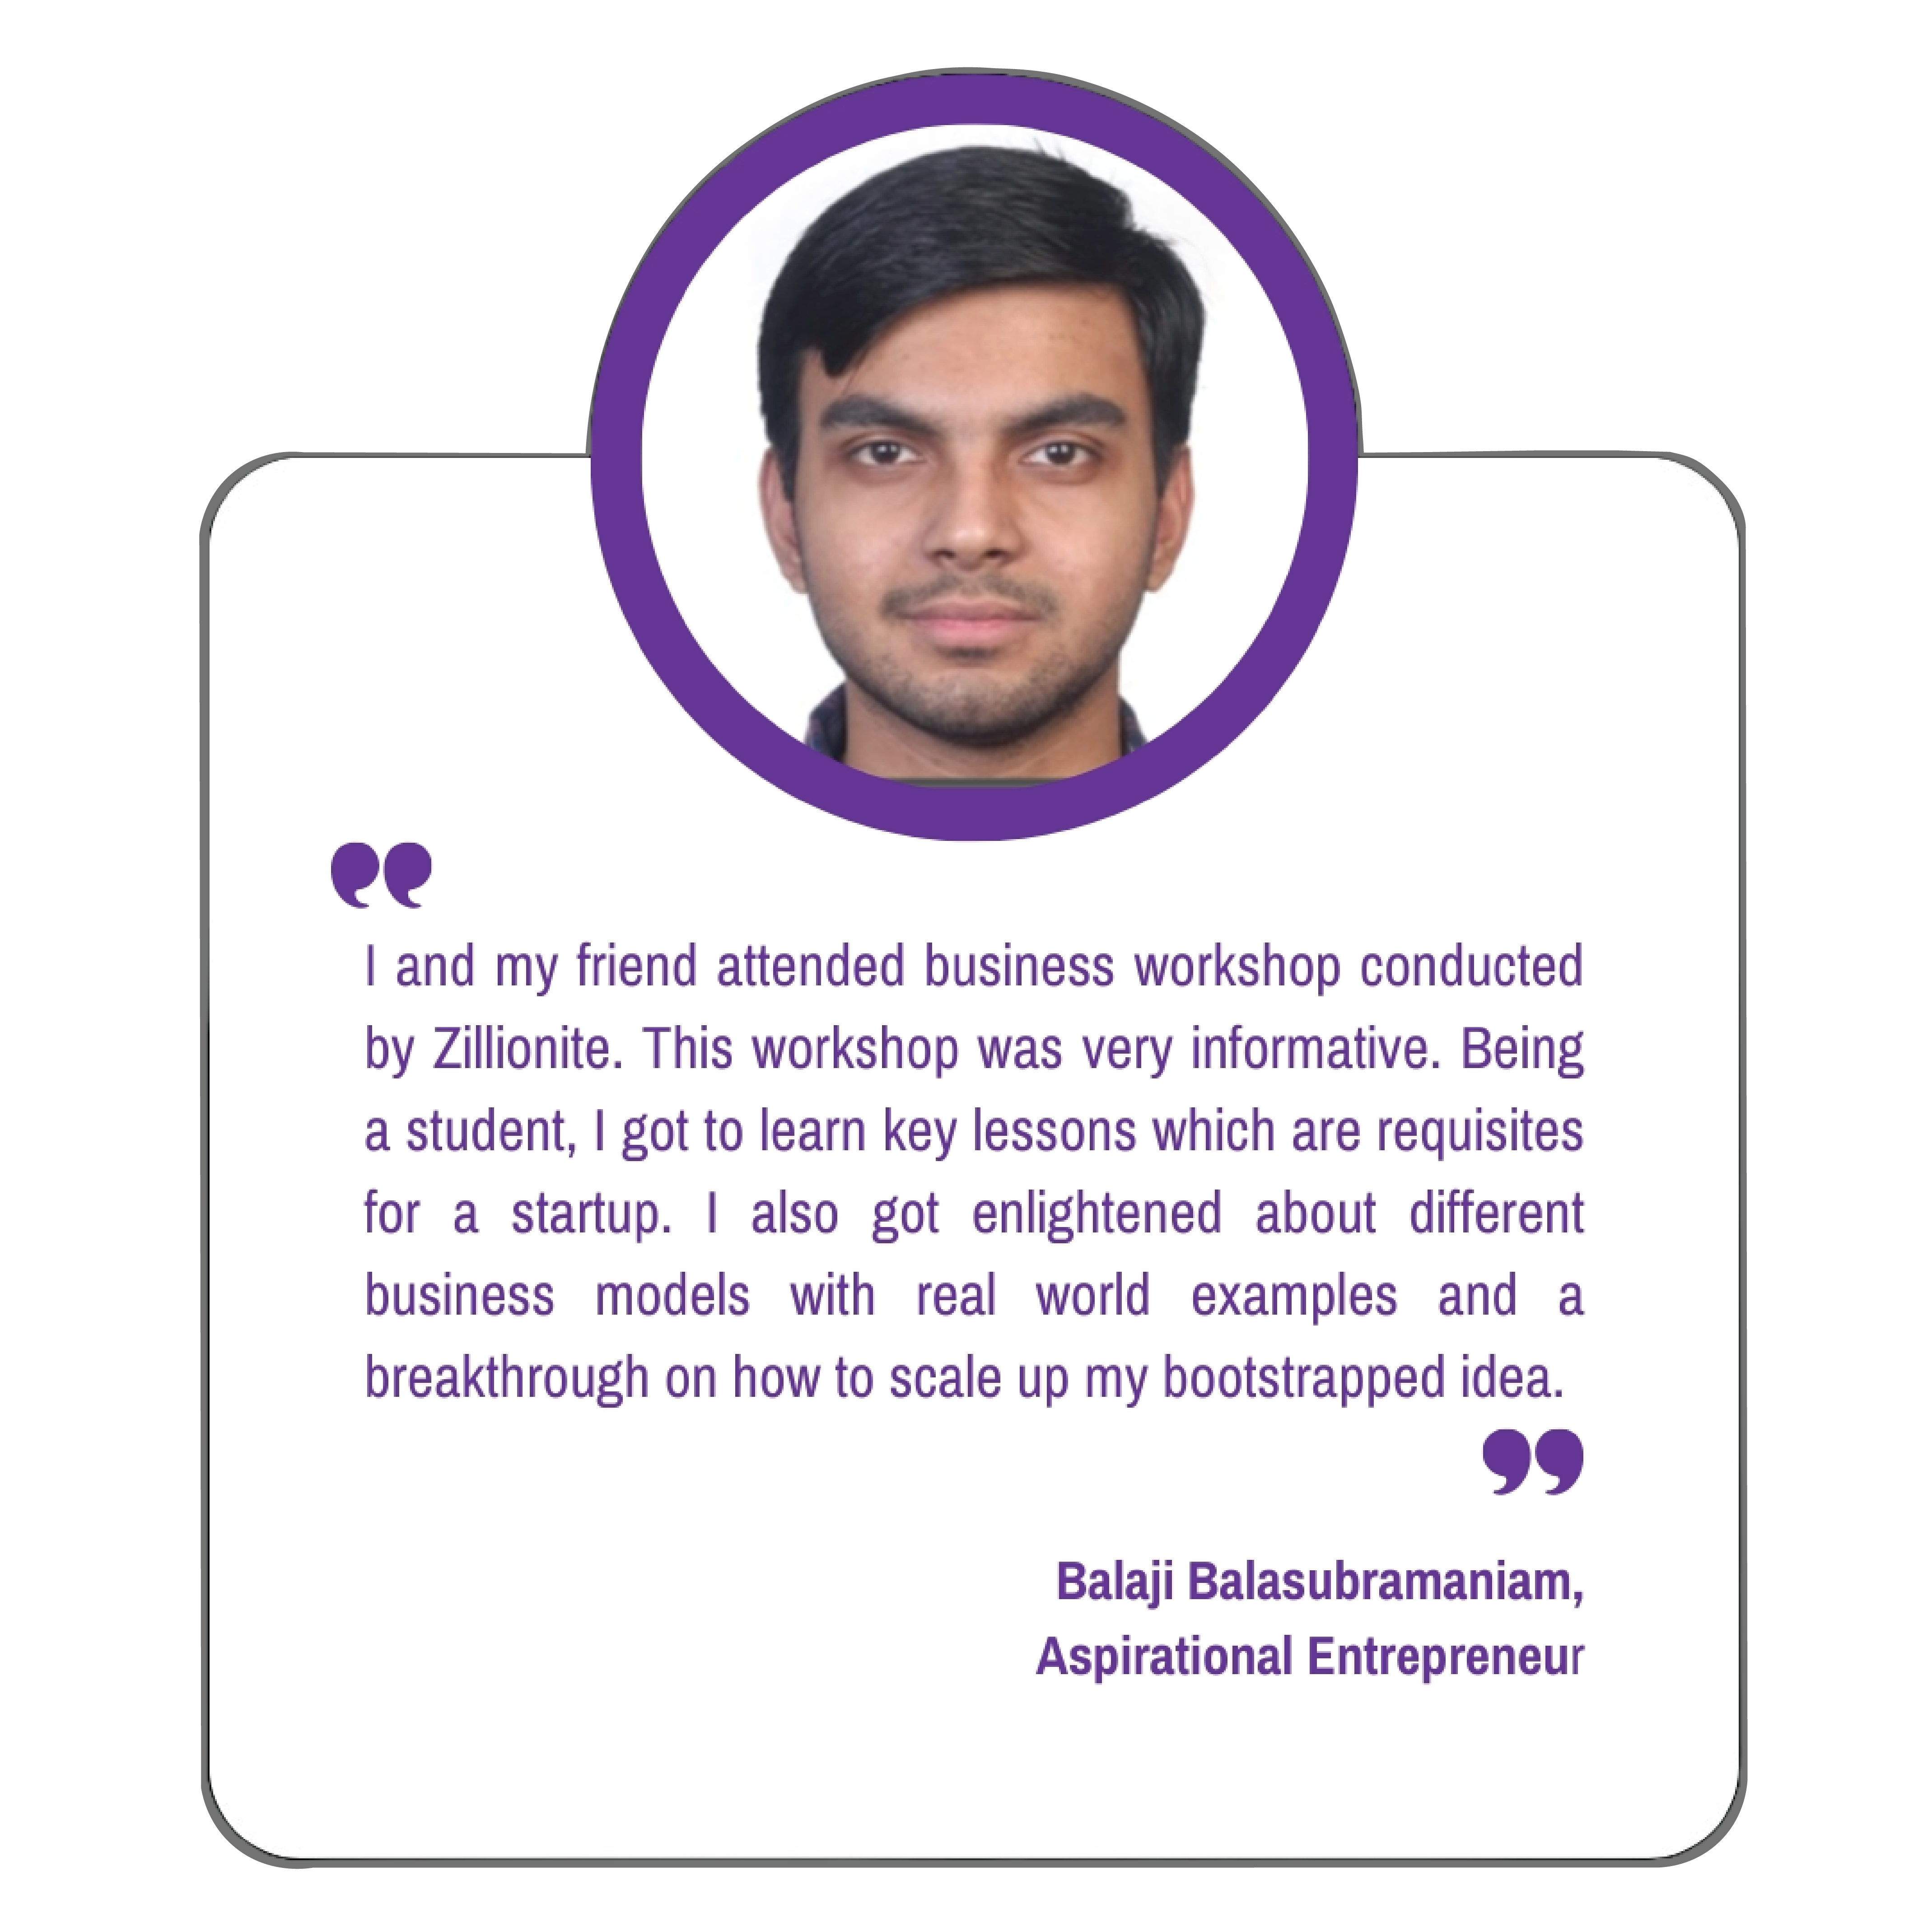 “
I and my friend attended business workshop conducted
by Zillionite. This workshop was very informative. Being
a student, I got to learn key lessons which are requisites
for a startup. I also got enlightened about different
business models with real world examples and a
breakthrough on how to scale up my bootstrapped idea.
”
Balaji Balasubramaniam,
Aspirational Entrepreneur